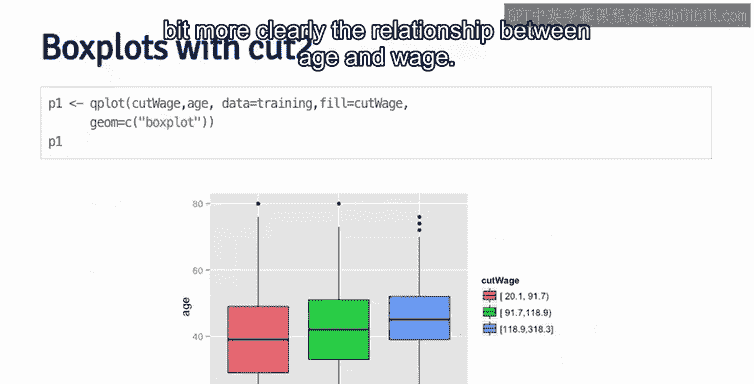 bit more clearly the relationship between
age and wage.
Boxplots with cut2
p1 <- qplot(cutWage,age, data=training,fill=cutWage,
geom=c("boxplot"))
p1
80
60
40
age
cutWage
[ 20.1, 91.7)
[ 91.7,118.9)
[118.9,318.3]